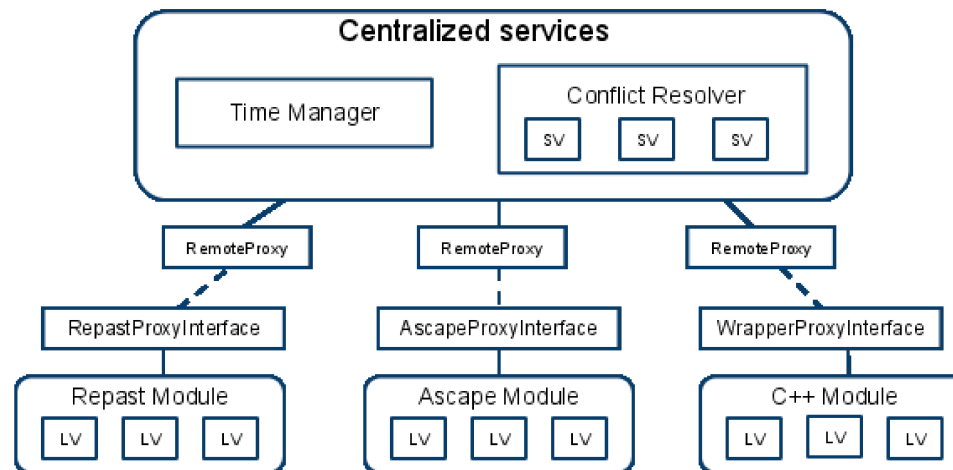 Centralized services
Time Manager
Conflict Resolver
SV SV SV
RemoteProxy RemoteProxy RemoteProxy
RepastProxyInterface AscapeProxyInterface WrapperProxyInterface
Repast Module Ascape Module C++ Module
LV LV LV LV LV LV LV LV LV